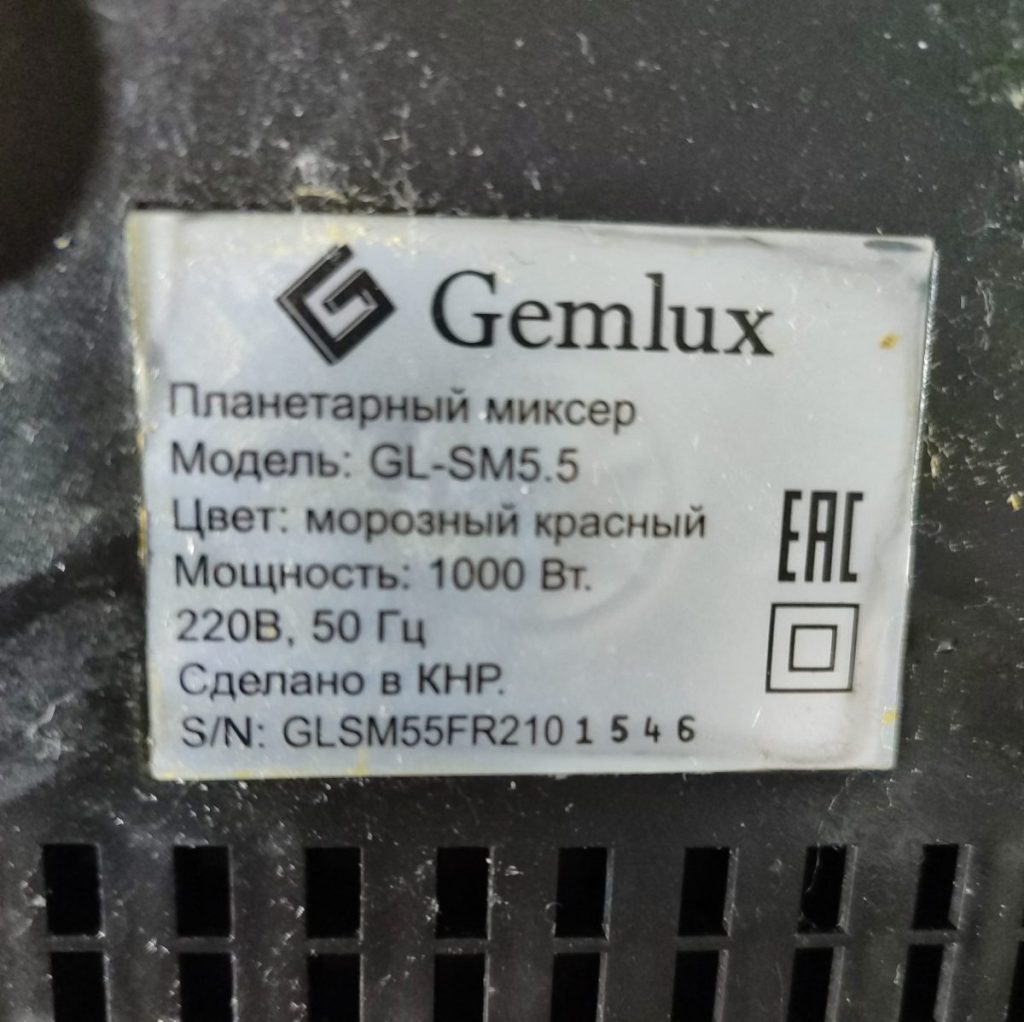 Gemlux
Планетарный миксер
Модель: GL-SM5.5
Цвет: морозный красный
Мощность: 1000 Вт.
220В, 50 Гц
Сделано в КНР.
S/N: GLSM55FR2101546
EAC